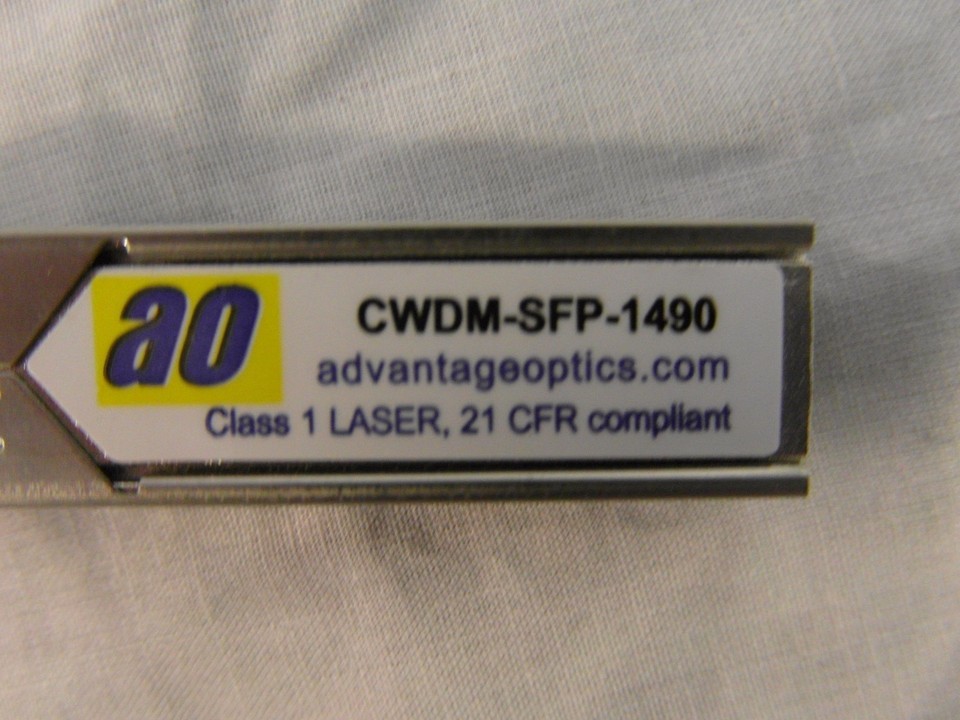 ao
CWDM-SFP-1490
advantageoptics.com
Class 1 LASER, 21 CFR compliant